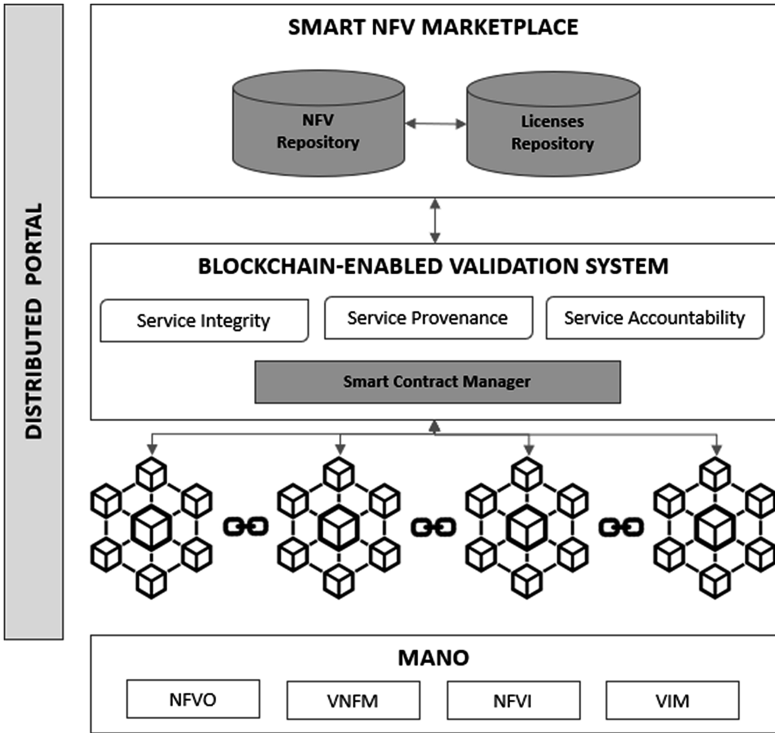 DISTRIBUTED PORTAL
SMART NFV MARKETPLACE
NFV
Repository
Licenses
Repository
BLOCKCHAIN-ENABLED VALIDATION SYSTEM
Service Integrity
Service Provenance
Service Accountability
Smart Contract Manager
MANO
NFVO
VNFM
NFVI
VIM